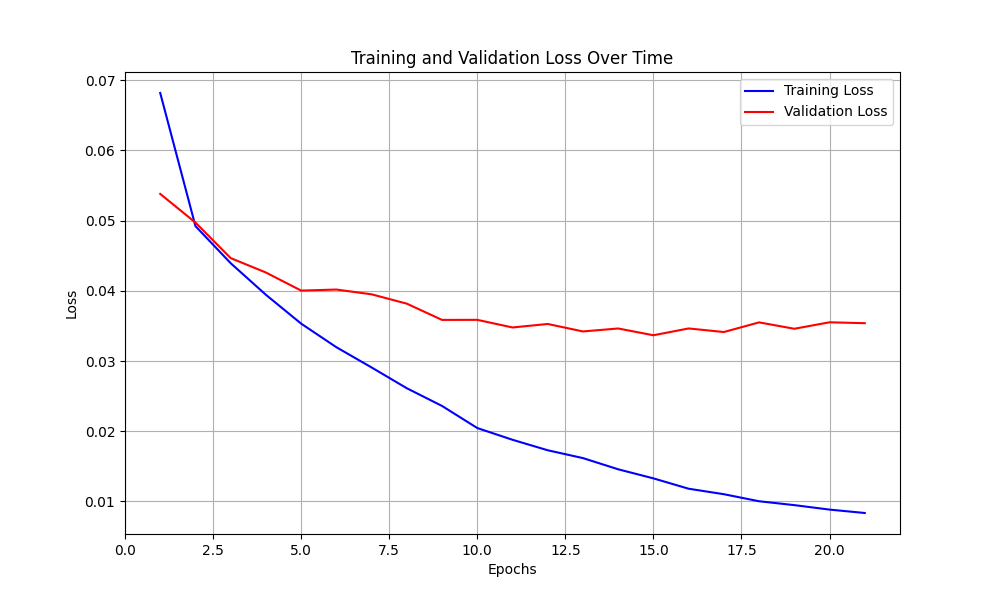 Training and Validation Loss Over Time
Training Loss
Validation Loss
0.07
0.06
0.05
0.04
0.03
0.02
0.01
Loss
0.0 2.5 5.0 7.5 10.0 12.5 15.0 17.5 20.0
Epochs